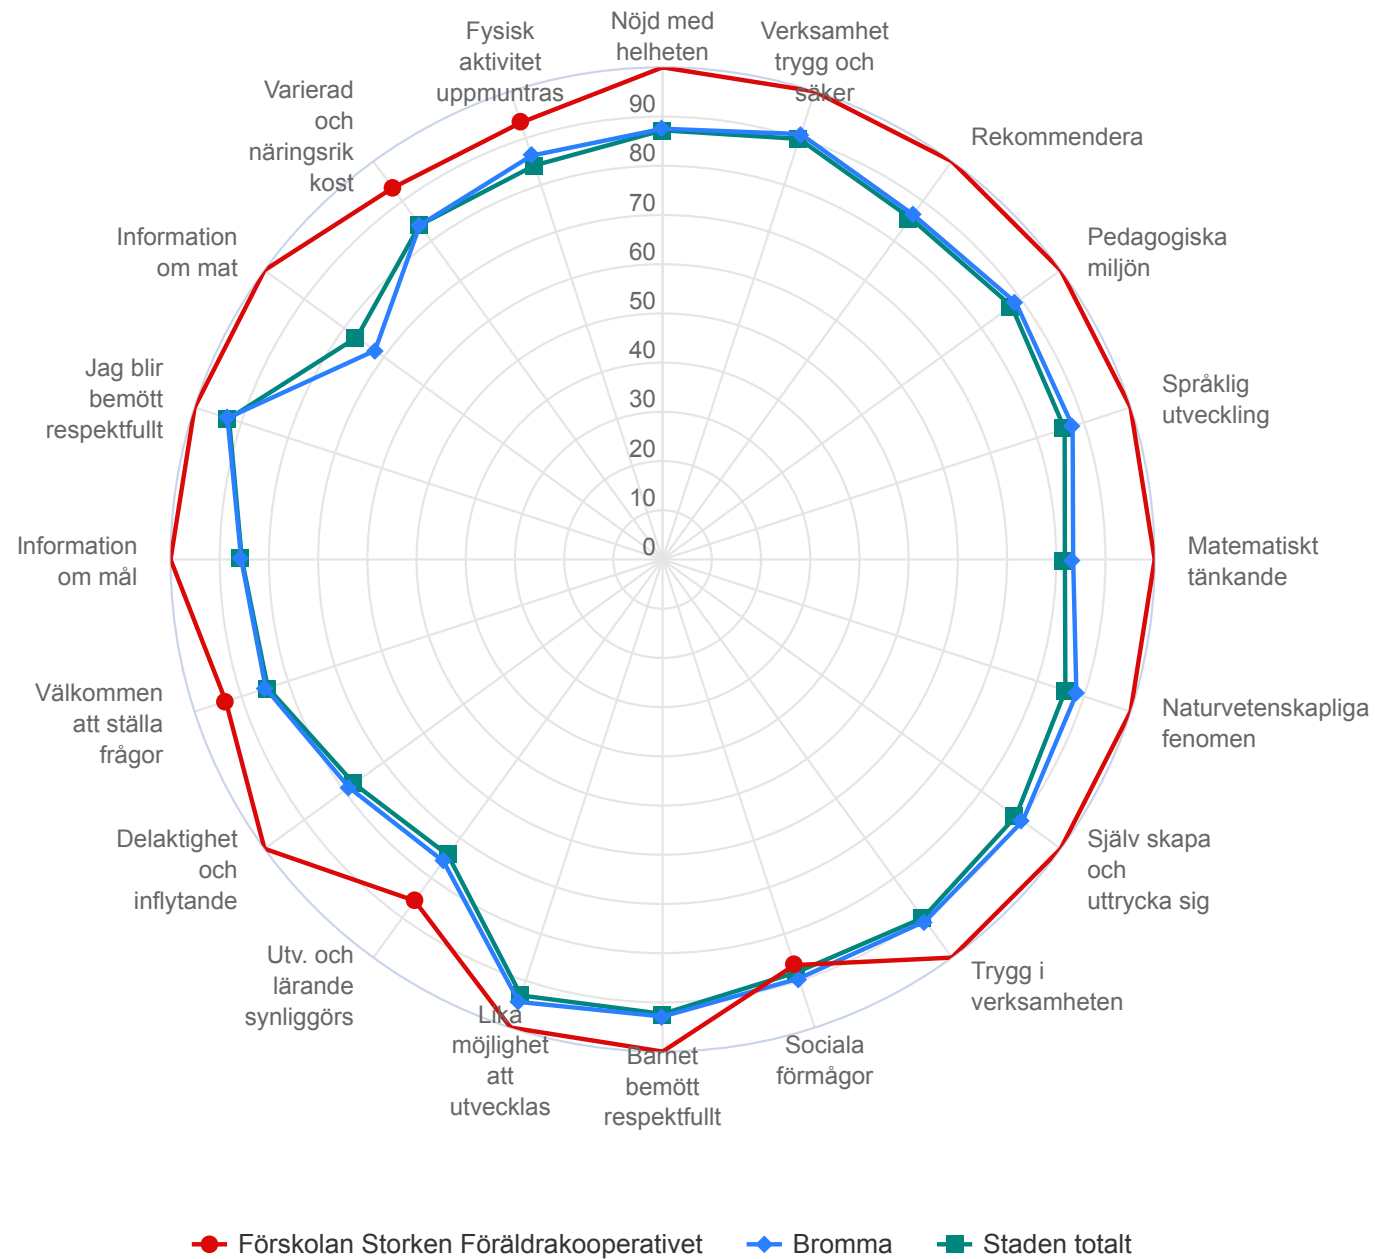 Nöjd med
helheten
Verksamhet
trygg och
säker
Rekommendera
Pedagogiska
miljön
Språklig
utveckling
Matematiskt
tänkande
Naturvetenskapliga
fenomen
Själv skapa
och
uttrycka sig
Trygg i
verksamheten
Sociala
förmågor
Barnet
bemött
respektfullt
Lika
möjlighet
att
utvecklas
Utv. och
lärande
synliggörs
Delaktighet
och
inflytande
Välkommen
att ställa
frågor
Information
om mål
Jag blir
bemött
respektfullt
Information
om mat
Varierad
och
näringsrik
kost
Fysisk
aktivitet
uppmuntras
90
80
70
60
50
40
30
20
10
0
Förskolan Storken Föräldrakooperativet
Bromma
Staden totalt